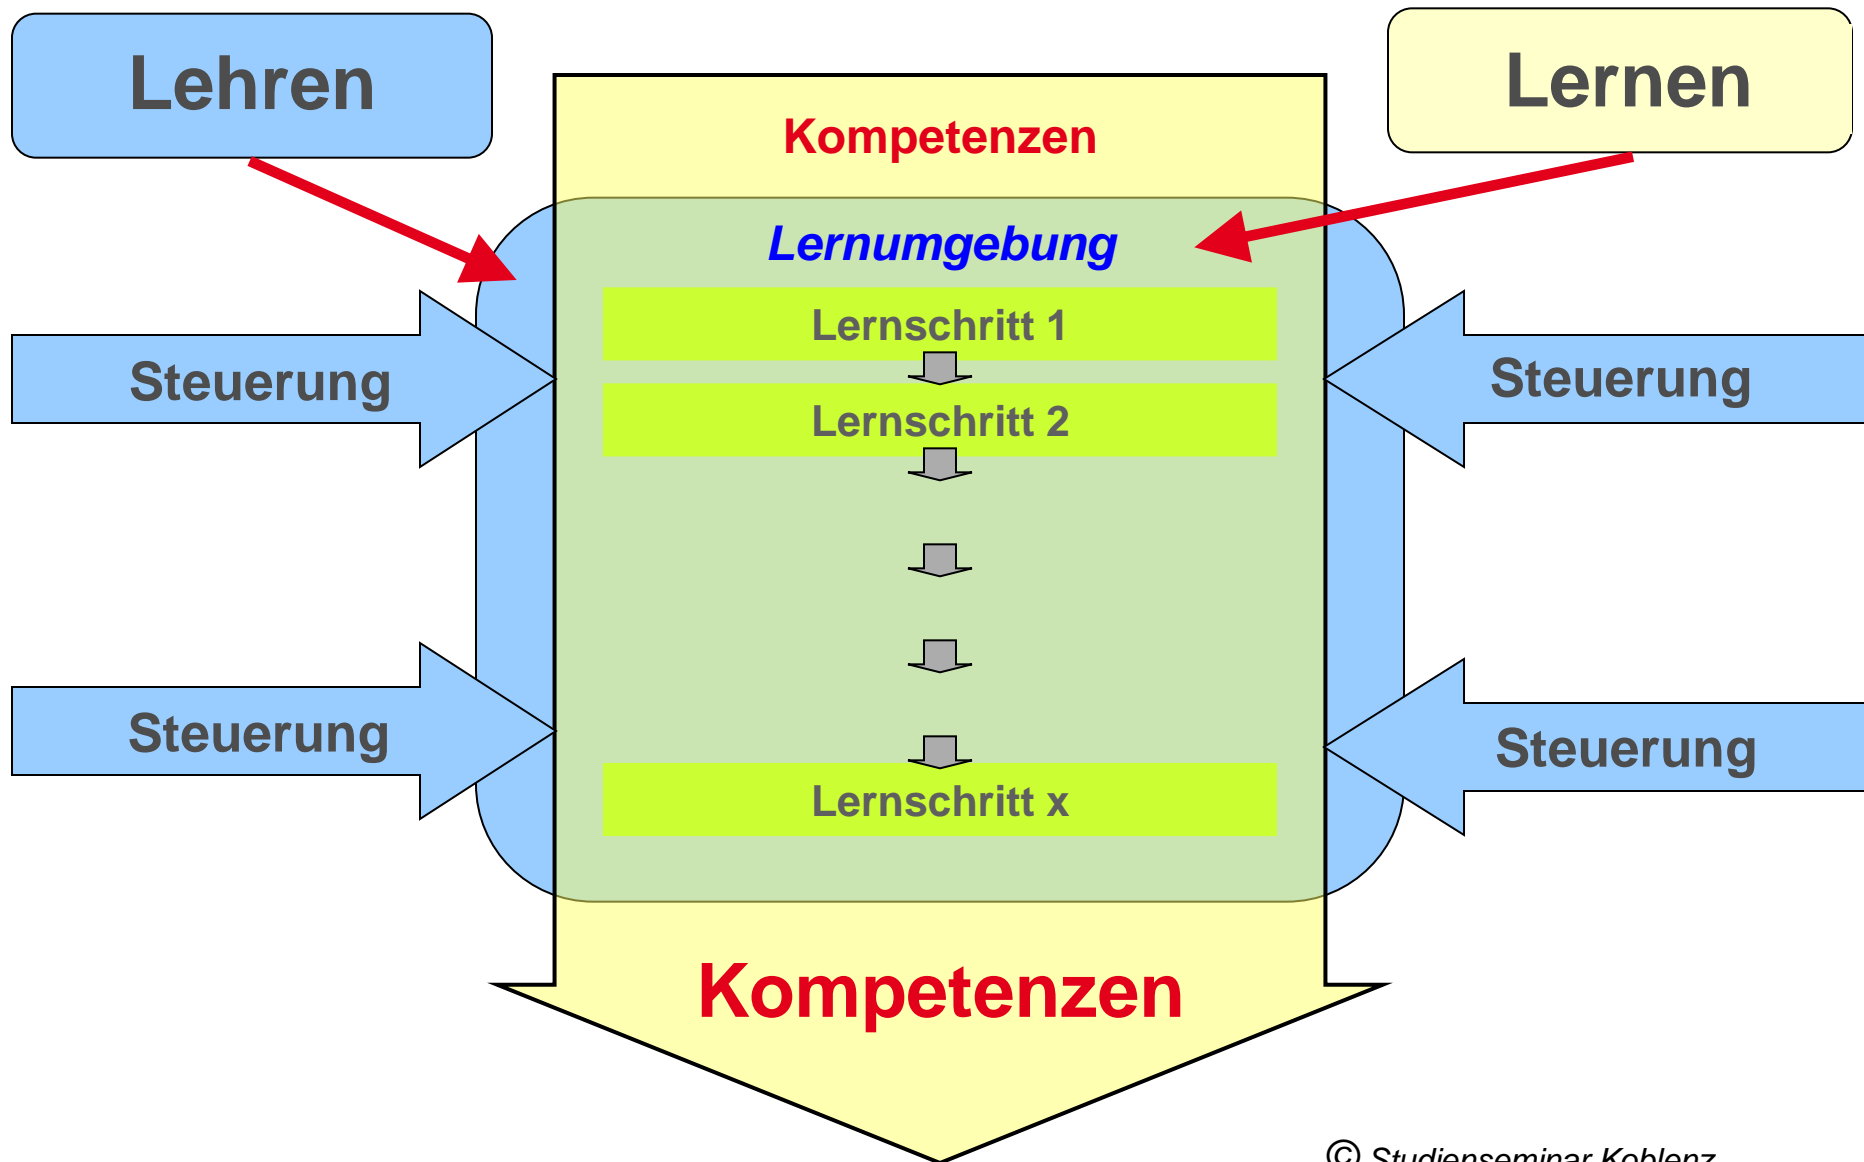 Lehren
Lernen
Kompetenzen
Lernumgebung
Lernschritt 1
Steuerung
Steuerung
Lernschritt 2
Steuerung
Steuerung
Lernschritt x
Kompetenzen
© Studienseminar Koblenz